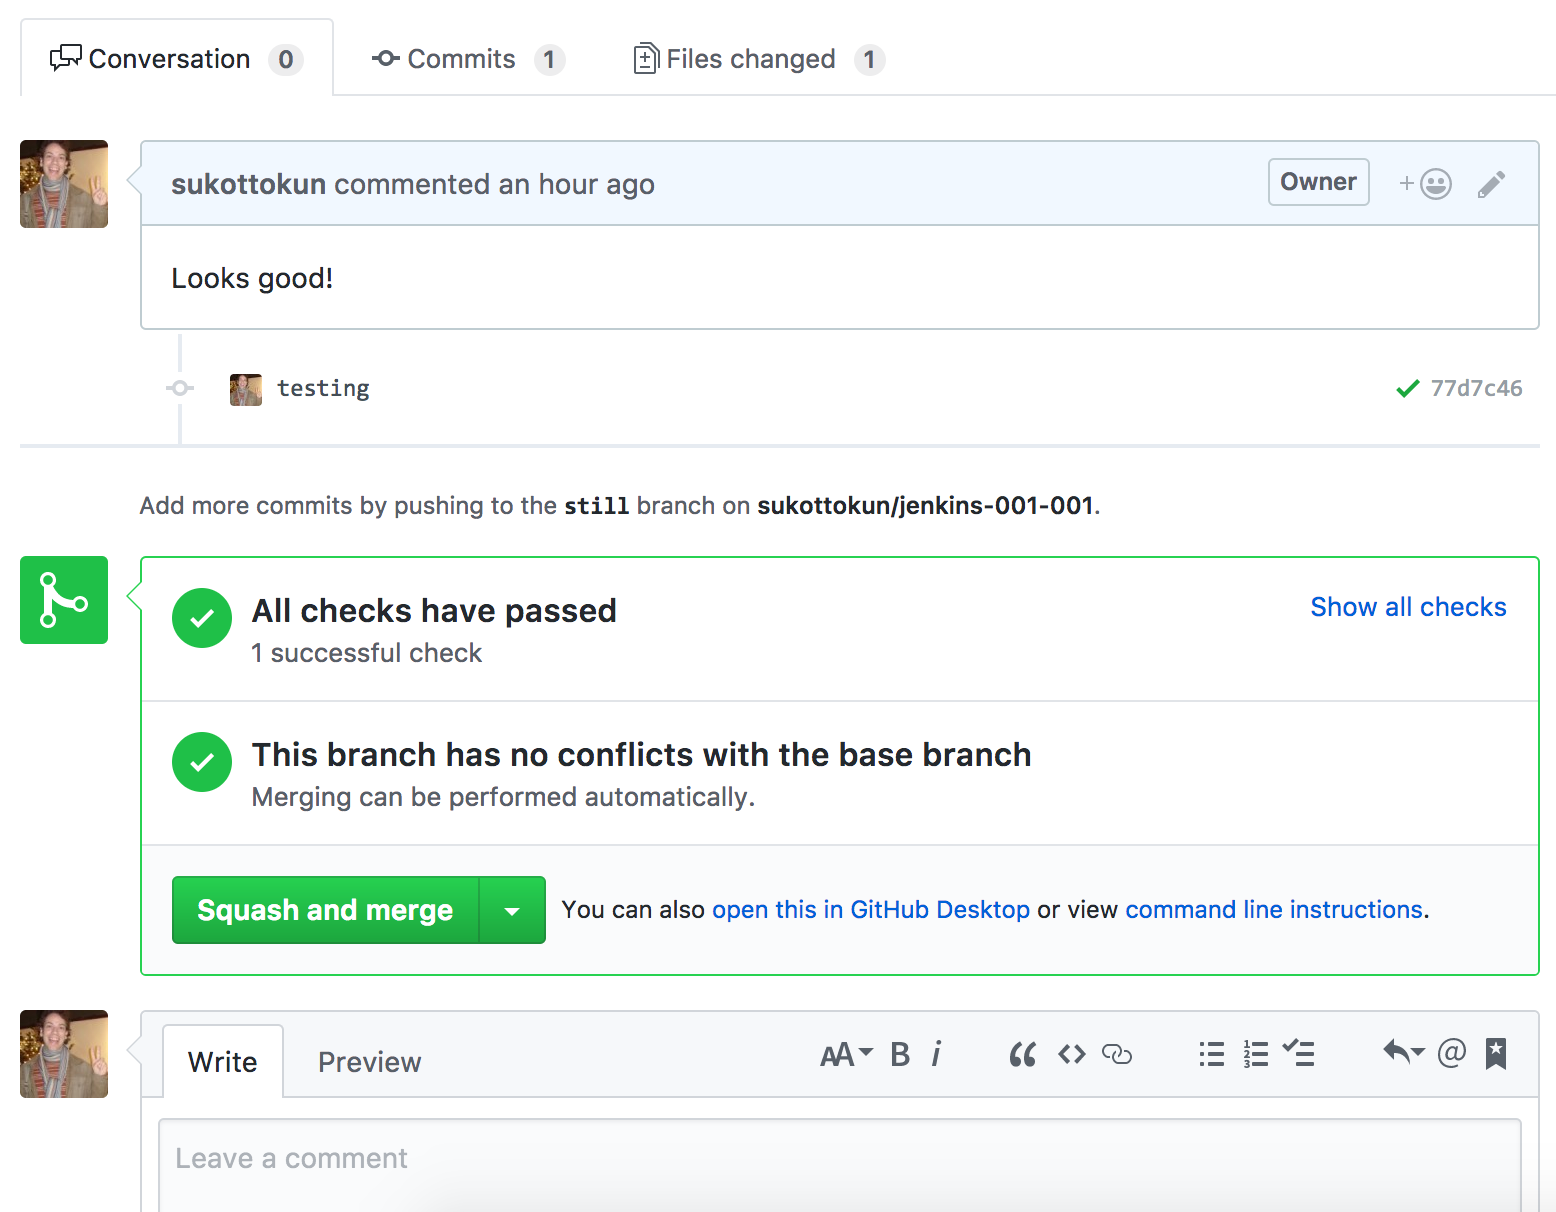 Conversation 0 Commits 1 Files changed 1
sukottokun commented an hour ago Owner
Looks good!
testing 77d7c46
Add more commits by pushing to the still branch on sukottokun/jenkins-001-001.
All checks have passed Show all checks
1 successful check
This branch has no conflicts with the base branch
Merging can be performed automatically.
Squash and merge You can also open this in GitHub Desktop or view command line instructions.
Write Preview AA B i
Leave a comment